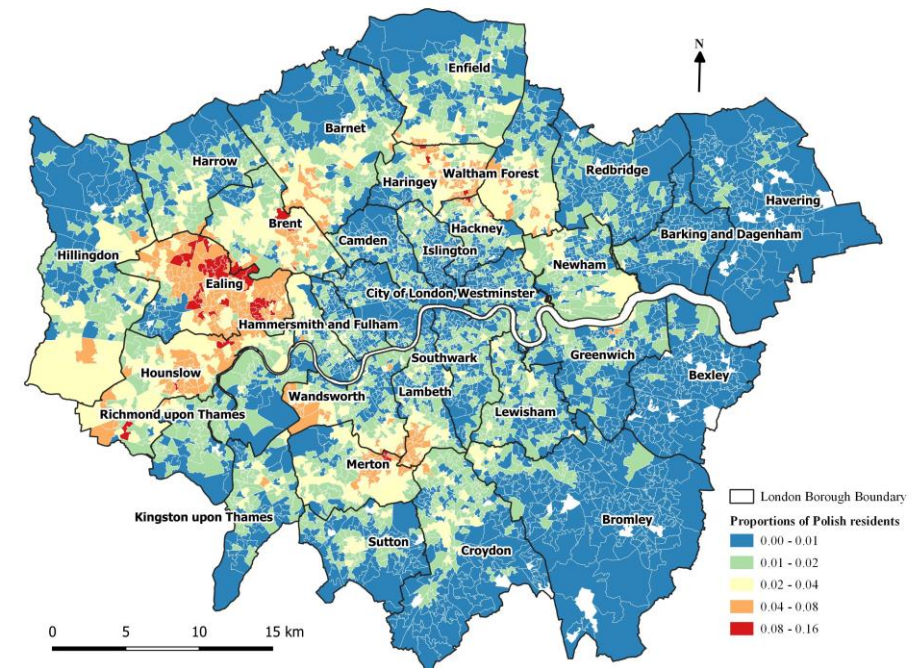 N
Enfield
Barnet
Harrow
Haringey
Waltham Forest
Redbridge
Havering
Brent
Hackney
Camden
Islington
Barking and Dagenham
Hillingdon
Ealing
Newham
City of London,Westminster
Hammersmith and Fulham
Southwark
Greenwich
Hounslow
Bexley
Wandsworth
Lambeth
Richmond upon Thames
Lewisham
Merton
Kingston upon Thames
Bromley
Sutton
Croydon
London Borough Boundary
Proportions of Polish residents
0.00 - 0.01
0.01 - 0.02
0.02 - 0.04
0.04 - 0.08
0.08 - 0.16
0 5 10 15 km